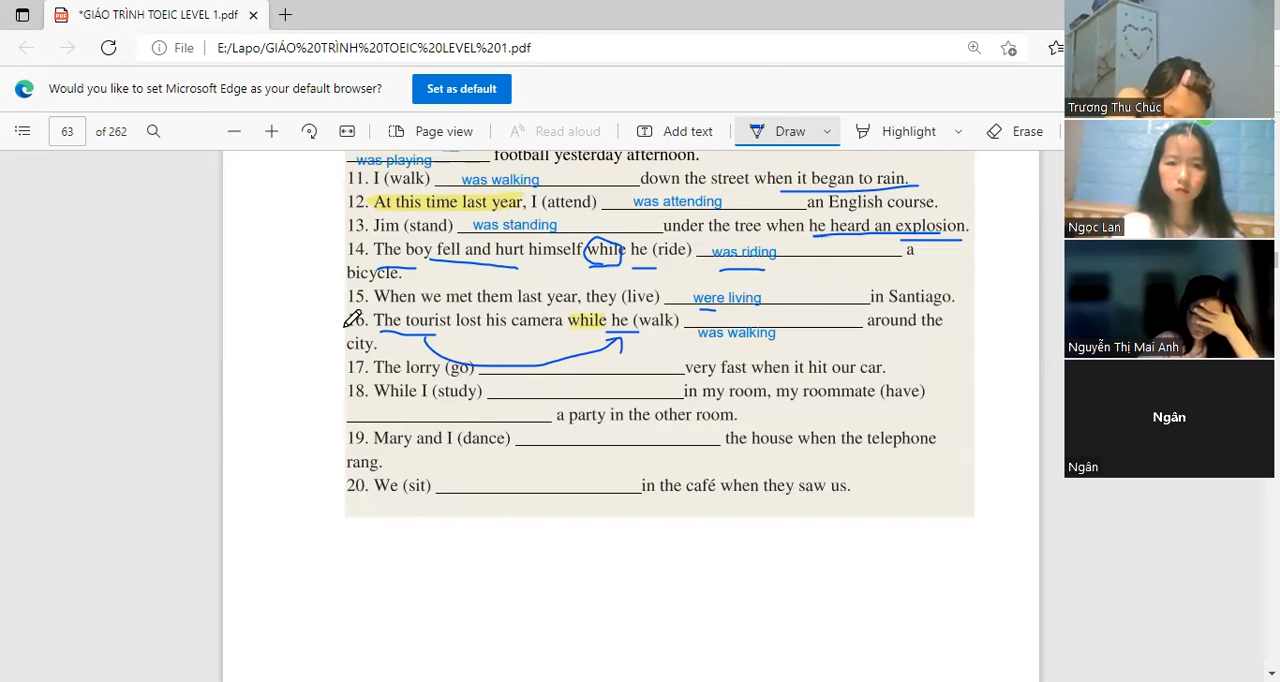 *GIÁO TRÌNH TOEIC LEVEL 1.pdf
File E:/Lapo/GIÁO%20TRÌNH%20TOEIC%20LEVEL%201.pdf
Would you like to set Microsoft Edge as your default browser? Set as default
63 of 262 Page view Read aloud Add text Draw Highlight Erase
was playing football yesterday afternoon.
11. I (walk) was walking down the street when it began to rain.
12. At this time last year, I (attend) was attending an English course.
13. Jim (stand) was standing under the tree when he heard an explosion.
14. The boy fell and hurt himself while he (ride) was riding a
bicycle.
15. When we met them last year, they (live) were living in Santiago.
6. The tourist lost his camera while he (walk) was walking around the
city.
17. The lorry (go) very fast when it hit our car.
18. While I (study) in my room, my roommate (have)
a party in the other room.
19. Mary and I (dance) the house when the telephone
rang.
20. We (sit) in the café when they saw us.
Trương Thu Chúc
Ngọc Lan
Nguyễn Thị Mai Anh
Ngân
Ngân